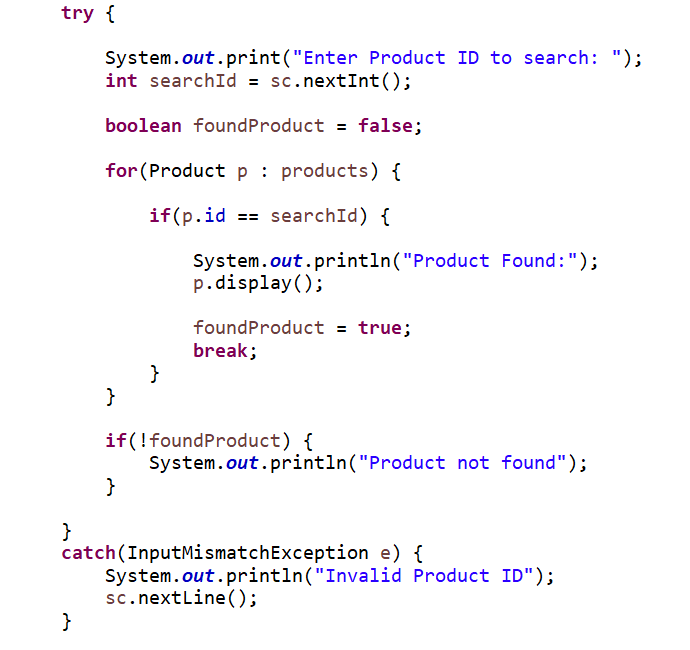 try {
System.out.print("Enter Product ID to search: ");
int searchId = sc.nextInt();
boolean foundProduct = false;
for(Product p : products) {
if(p.id == searchId) {
System.out.println("Product Found:");
p.display();
foundProduct = true;
break;
}
}
if(!foundProduct) {
System.out.println("Product not found");
}
}
catch(InputMismatchException e) {
System.out.println("Invalid Product ID");
sc.nextLine();
}